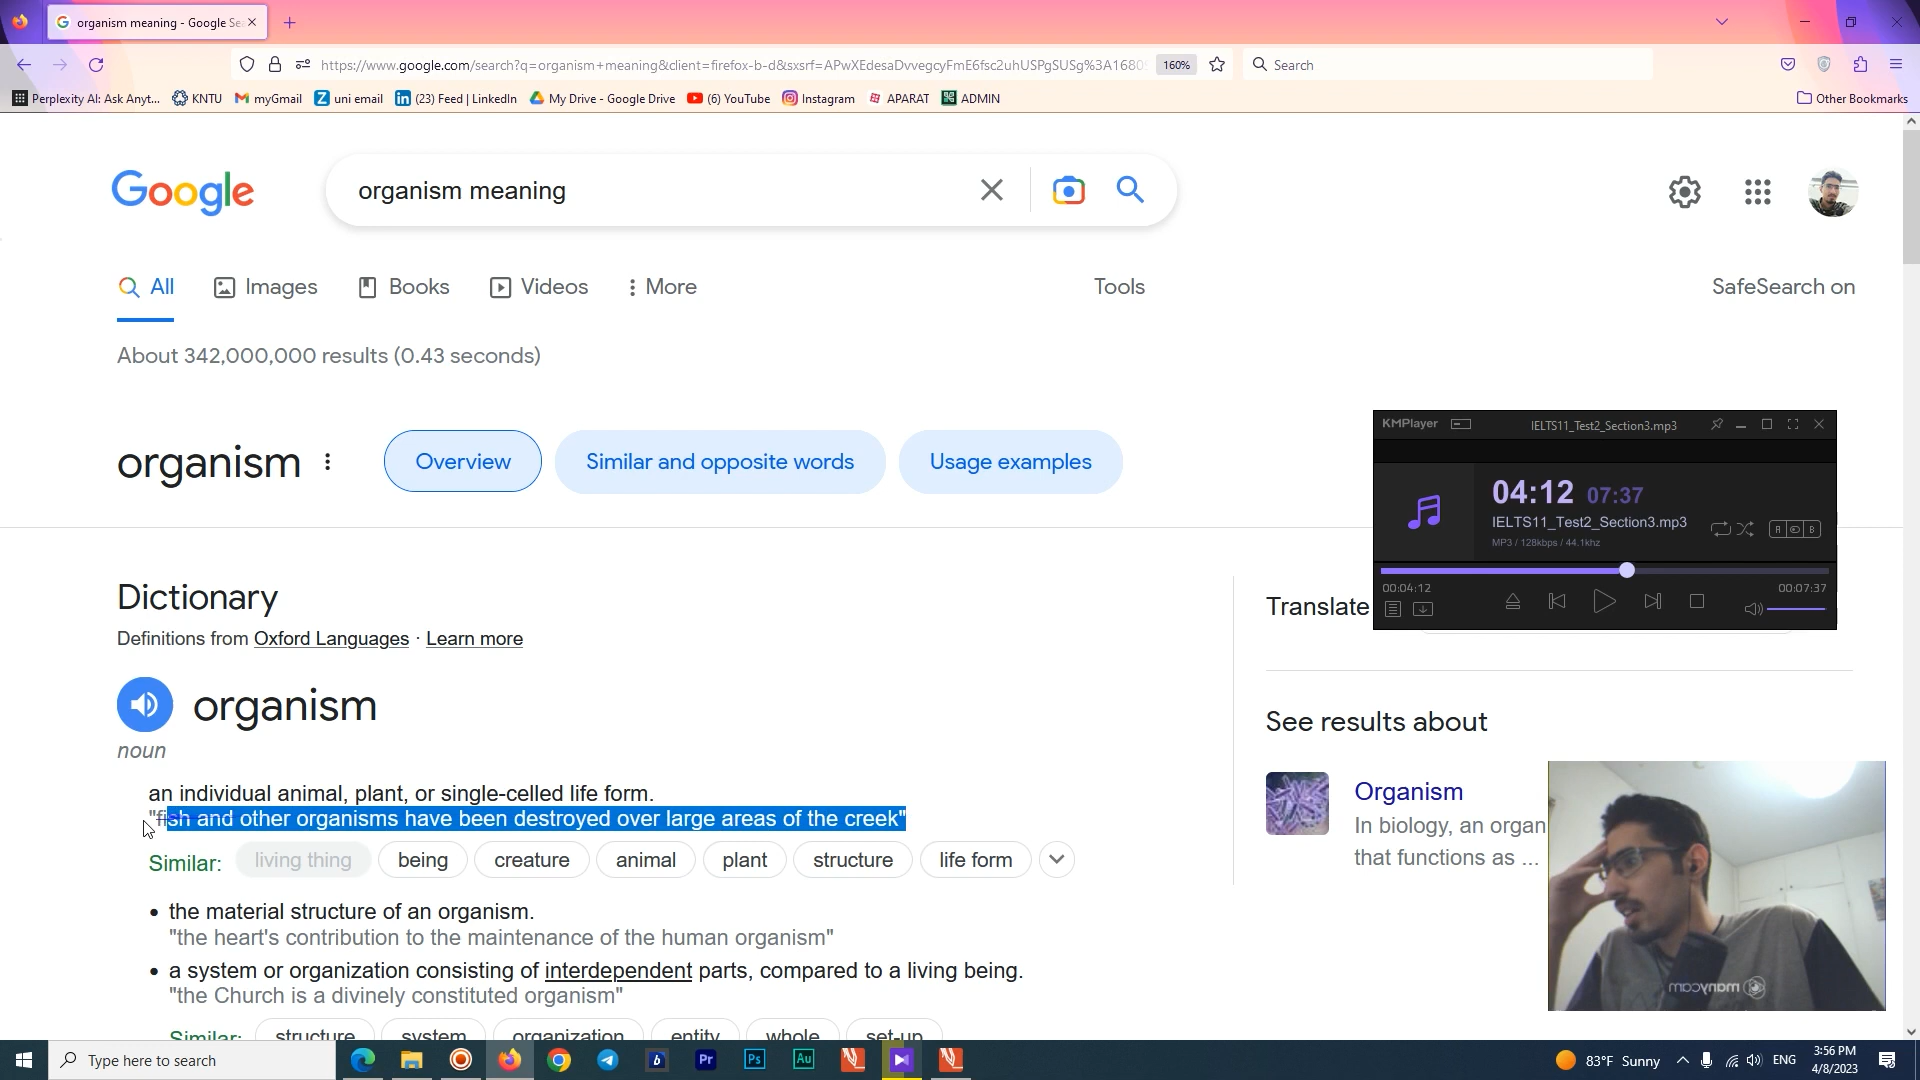 organism meaning - Google Se
https://www.google.com/search?q=organism+meaning&client=firefox-b-d&sxsrf=APwXEdesaDvvegcyFmE6fsc2uhUSPgSUSg%3A1680
160%
Search
Perplexity AI: Ask Anyt...
KNTU
myGmail
uni email
(23) Feed | LinkedIn
My Drive - Google Drive
(6) YouTube
Instagram
APARAT
ADMIN
Other Bookmarks
Google
organism meaning
All
Images
Books
Videos
More
Tools
SafeSearch on
About 342,000,000 results (0.43 seconds)
organism
Overview
Similar and opposite words
Usage examples
KMPlayer
IELTS11_Test2_Section3.mp3
04:12 07:37
IELTS11_Test2_Section3.mp3
MP3 / 128kbps / 44.1khz
A B
00:04:12
00:07:37
Dictionary
Definitions from Oxford Languages · Learn more
Translate
organism
noun
See results about
an individual animal, plant, or single-celled life form.
"fish and other organisms have been destroyed over large areas of the creek"
Similar:
living thing
being
creature
animal
plant
structure
life form
Organism
In biology, an organ
that functions as ...
• the material structure of an organism.
"the heart's contribution to the maintenance of the human organism"
• a system or organization consisting of interdependent parts, compared to a living being.
"the Church is a divinely constituted organism"
manycam
Similar:
structure
system
organization
entity
whole
set-up
Type here to search
b
Pr
Ps
Au
83°F Sunny
ENG
3:56 PM
4/8/2023